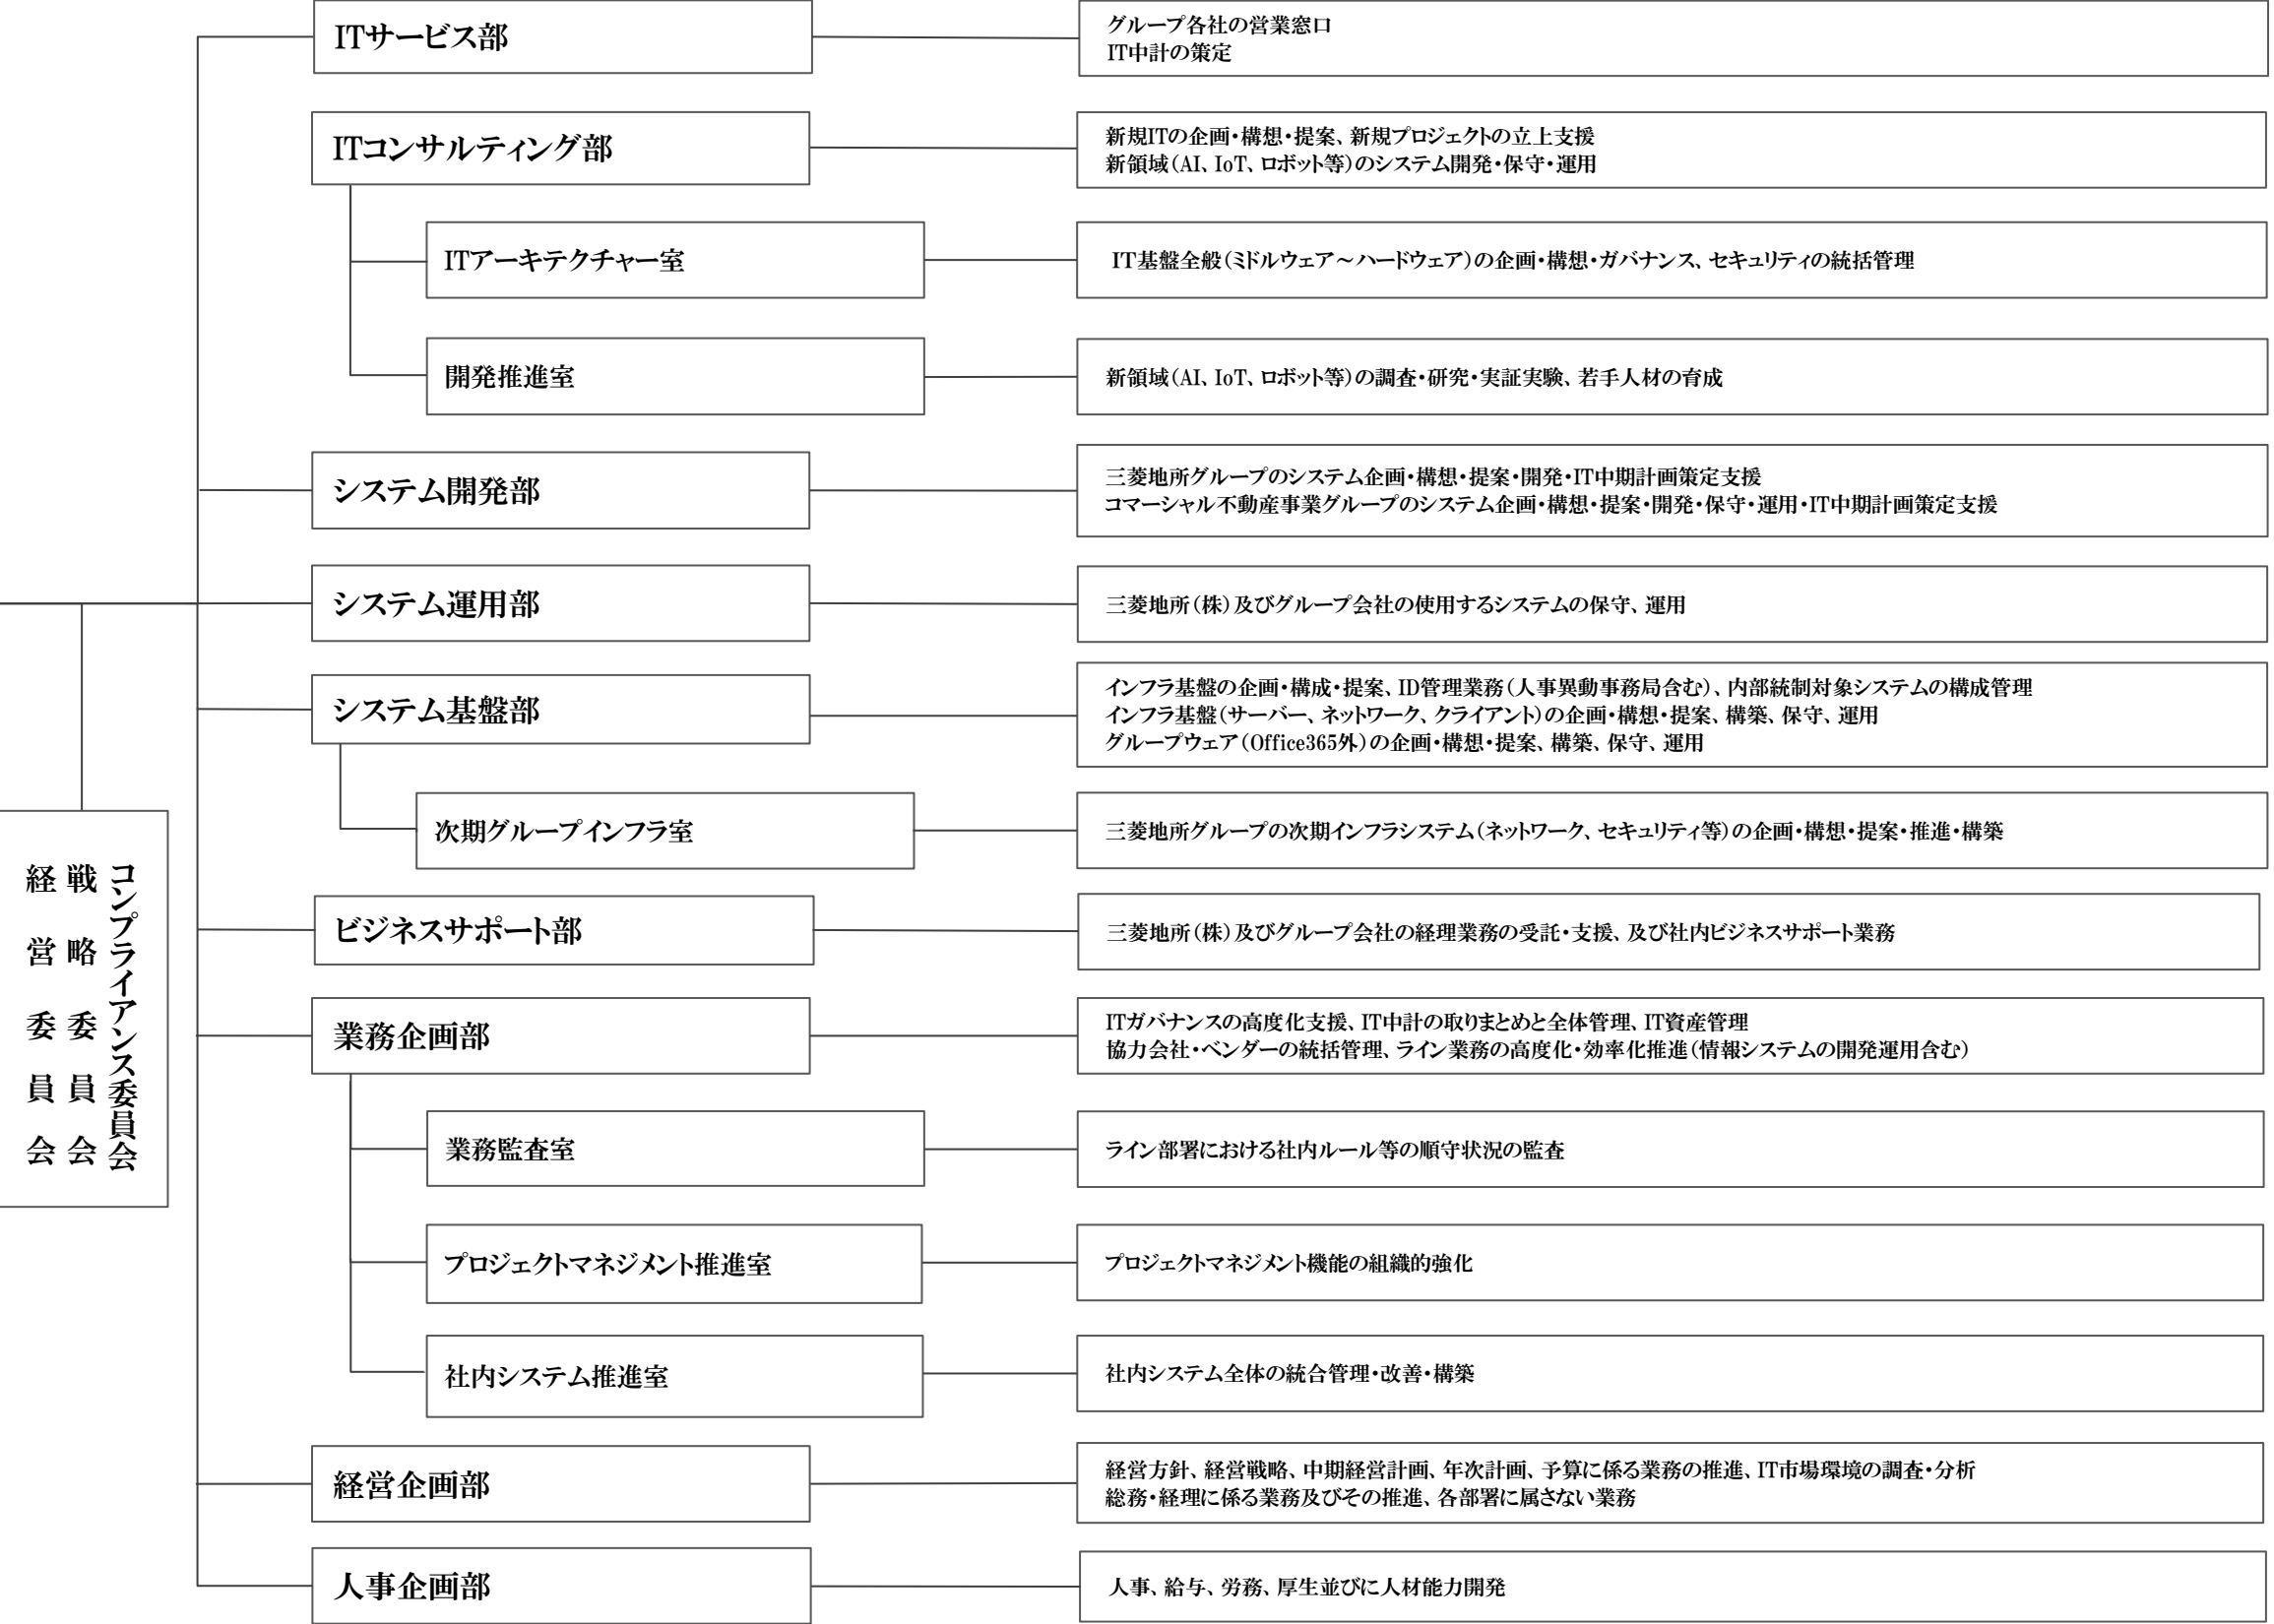 ITサービス部
グループ各社の営業窓口
IT中計の策定
ITコンサルティング部
新規ITの企画・構想・提案、新規プロジェクトの立上支援
新領域(AI、IoT、ロボット等)のシステム開発・保守・運用
ITアーキテクチャー室
IT基盤全般(ミドルウェア〜ハードウェア)の企画・構想・ガバナンス、セキュリティの統括管理
開発推進室
新領域(AI、IoT、ロボット等)の調査・研究・実証実験、若手人材の育成
システム開発部
三菱地所グループのシステム企画・構想・提案・開発・IT中期計画策定支援
コマーシャル不動産事業グループのシステム企画・構想・提案・開発・保守・運用・IT中期計画策定支援
システム運用部
三菱地所(株)及びグループ会社の使用するシステムの保守、運用
システム基盤部
インフラ基盤の企画・構成・提案、ID管理業務(人事異動事務局含む)、内部統制対象システムの構成管理
インフラ基盤(サーバー、ネットワーク、クライアント)の企画・構想・提案、構築、保守、運用
グループウェア(Office365外)の企画・構想・提案、構築、保守、運用
次期グループインフラ室
三菱地所グループの次期インフラシステム(ネットワーク、セキュリティ等)の企画・構想・提案・推進・構築
コンプライアンス委員会
戦略委員会
経営委員会
ビジネスサポート部
三菱地所(株)及びグループ会社の経理業務の受託・支援、及び社内ビジネスサポート業務
業務企画部
ITガバナンスの高度化支援、IT中計の取りまとめと全体管理、IT資産管理
協力会社・ベンダーの統括管理、ライン業務の高度化・効率化推進(情報システムの開発運用含む)
業務監査室
ライン部署における社内ルール等の順守状況の監査
プロジェクトマネジメント推進室
プロジェクトマネジメント機能の組織的強化
社内システム推進室
社内システム全体の統合管理・改善・構築
経営企画部
経営方針、経営戦略、中期経営計画、年次計画、予算に係る業務の推進、IT市場環境の調査・分析
総務・経理に係る業務及びその推進、各部署に属さない業務
人事企画部
人事、給与、労務、厚生並びに人材能力開発